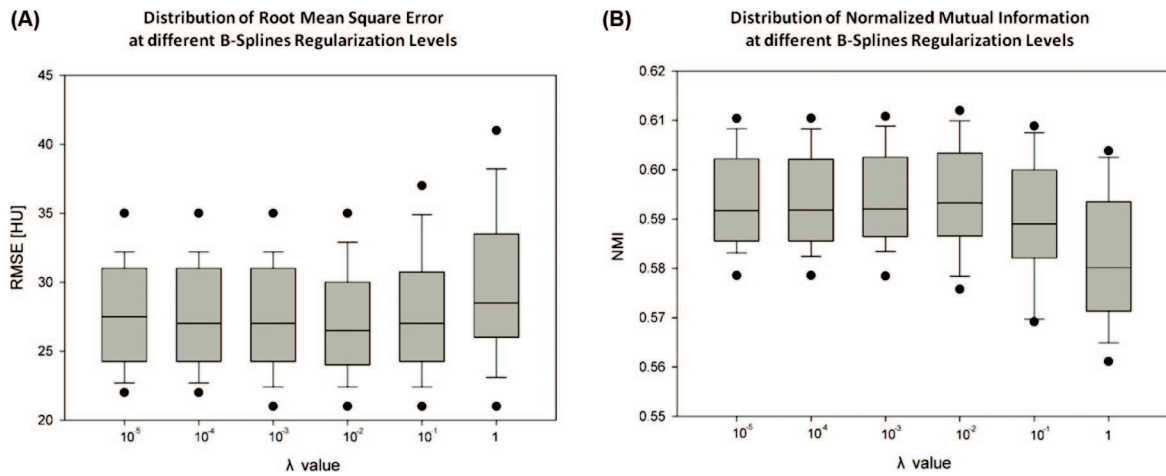 (A)
Distribution of Root Mean Square Error
at different B-Splines Regularization Levels
45
40
35
30
25
20
RMSE [HU]
10-5 10-4 10-3 10-2 10-1 1
λ value
(B)
Distribution of Normalized Mutual Information
at different B-Splines Regularization Levels
0.62
0.61
0.60
0.59
0.58
0.57
0.56
0.55
NMI
10-5 10-4 10-3 10-2 10-1 1
λ value